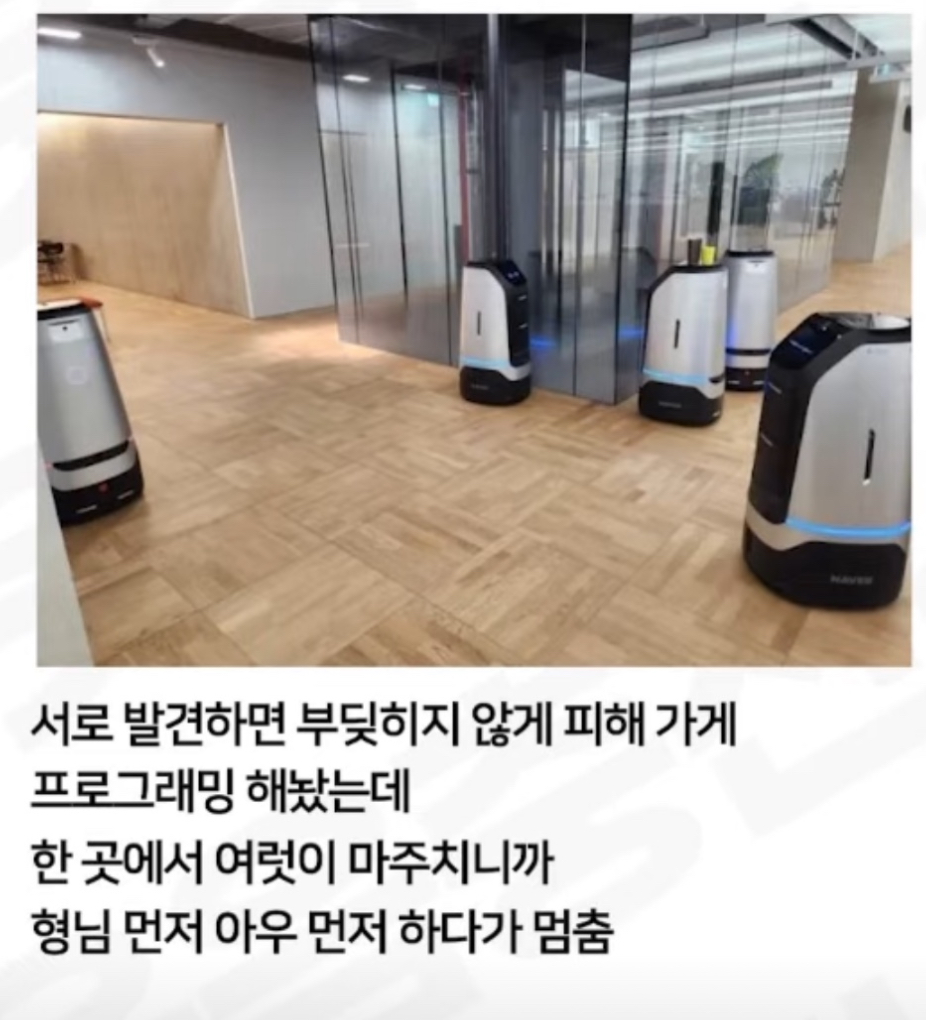 NAVER
서로 발견하면 부딪히지 않게 피해 가게
프로그래밍 해놨는데
한 곳에서 여럿이 마주치니까
형님 먼저 아우 먼저 하다가 멈춤